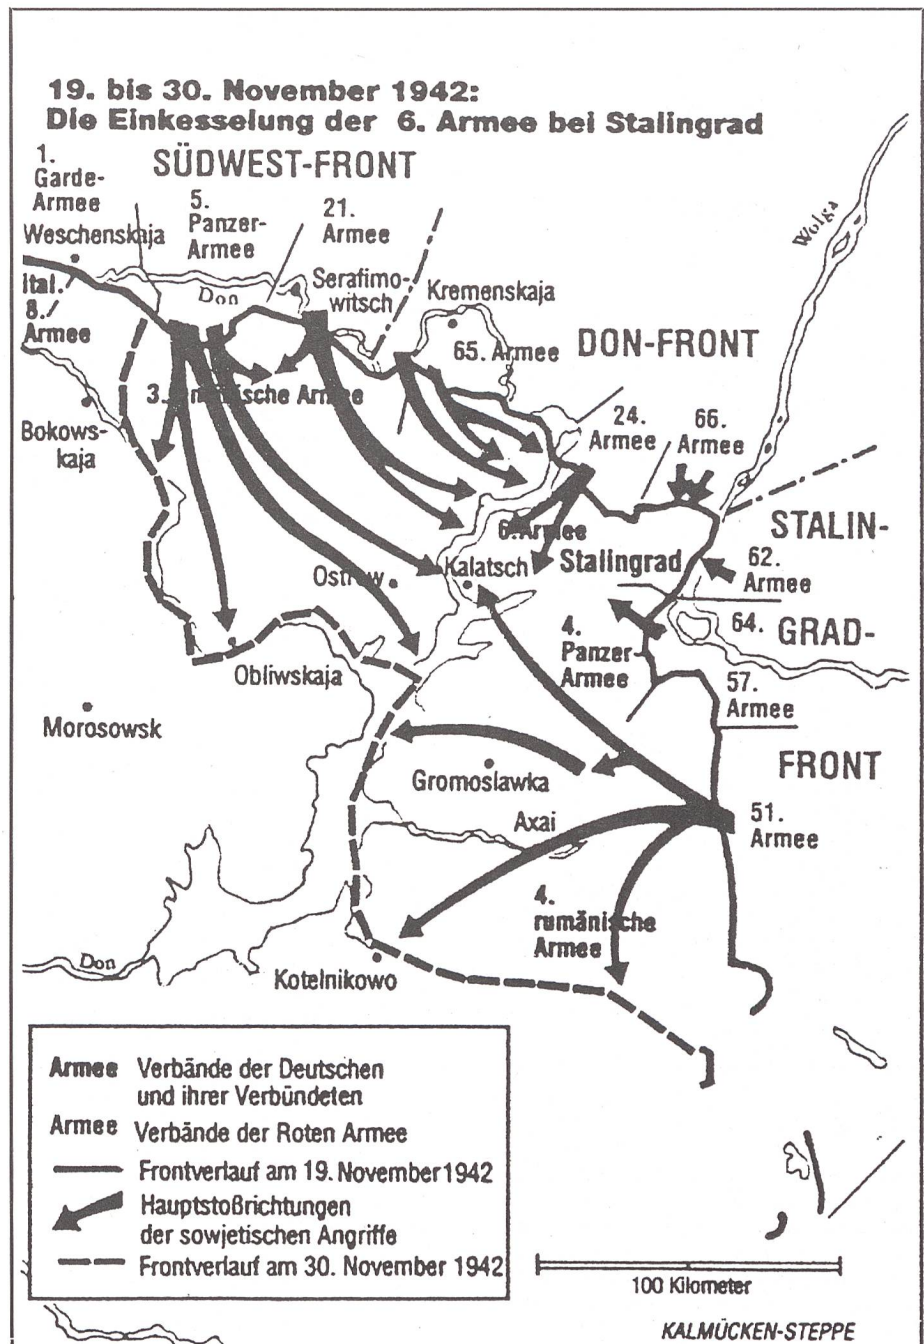 19. bis 30. November 1942:
Die Einkesselung der 6. Armee bei Stalingrad
SÜDWEST-FRONT
1.
Garde-
Armee
5.
Panzer-
Armee
21.
Armee
Weschenskaja
Wolga
Ital.
8.
Armee
Don
Serafimo-
witsch
Kremenskaja
65. Armee
DON-FRONT
3.
Armee
24.
Armee
66.
Armee
Bokows-
kaja
6. Armee
Stalingrad
STALIN-
GRAD-
FRONT
Ostrow
Kalatsch
62.
Armee
64.
4.
Panzer-
Armee
Obliwskaja
57.
Armee
Morosowsk
Gromoslawka
Axai
51.
Armee
4.
rumänische
Armee
Don
Kotelnikowo
Armee Verbände der Deutschen
und ihrer Verbündeten
Armee Verbände der Roten Armee
Frontverlauf am 19. November 1942
Hauptstoßrichtungen
der sowjetischen Angriffe
Frontverlauf am 30. November 1942
100 Kilometer
KALMÜCKEN-STEPPE